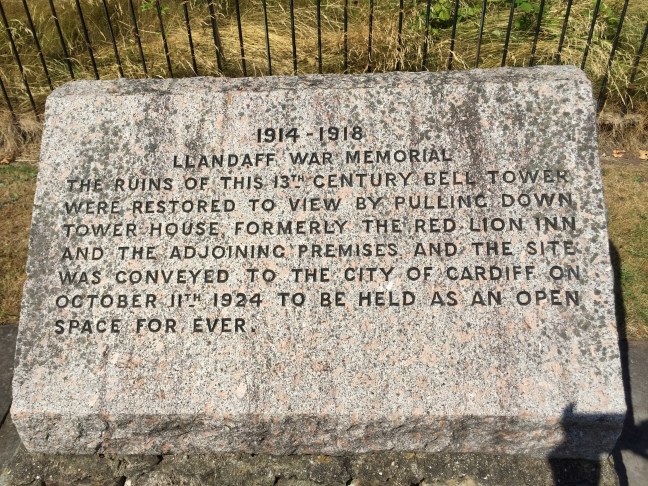 1914 - 1918
LLANDAFF WAR MEMORIAL
THE RUINS OF THIS 13TH CENTURY BELL TOWER
WERE RESTORED TO VIEW BY PULLING DOWN
TOWER HOUSE, FORMERLY THE RED LION INN
AND THE ADJOINING PREMISES AND THE SITE
WAS CONVEYED TO THE CITY OF CARDIFF ON
OCTOBER 11TH 1924 TO BE HELD AS AN OPEN
SPACE FOR EVER.